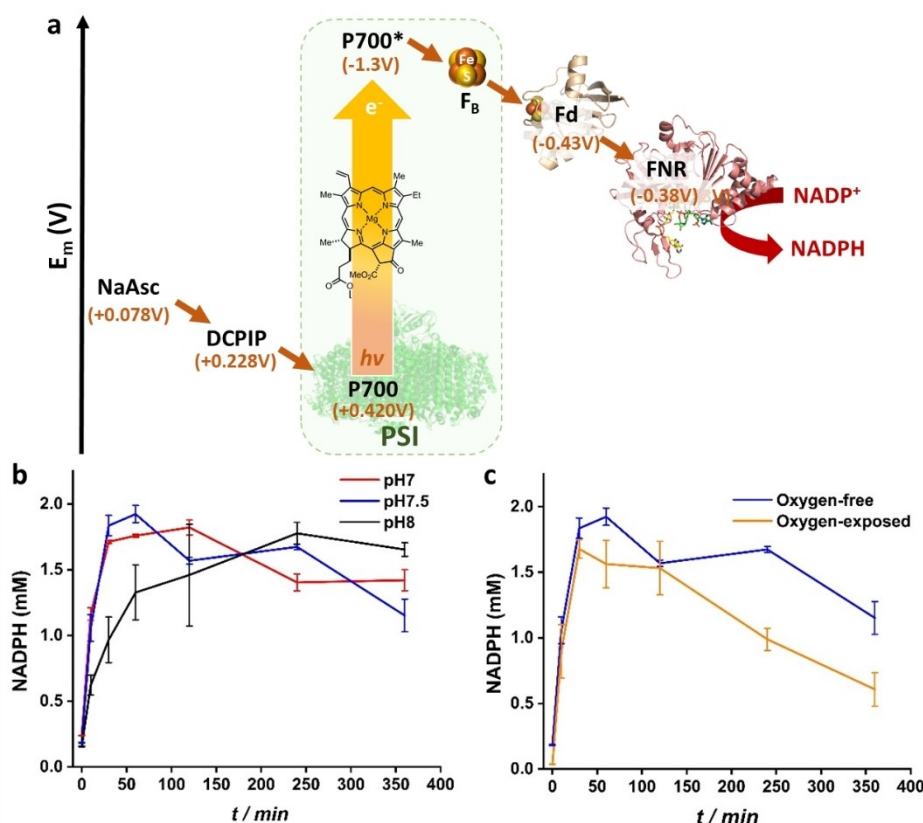 a
E_m (V)
P700*
(-1.3V)
e⁻
Fe
S
F_B
Fd
(-0.43V)
FNR
(-0.38V)
NADP⁺
NADPH
Me
Et
N
N
Mg
N
N
Me
Me
MeO₂C
O
O
O
NaAsc
(+0.078V)
DCPIP
(+0.228V)
hν
P700
(+0.420V)
PSI
b
pH7
pH7.5
pH8
NADPH (mM)
2.0
1.5
1.0
0.5
0.0
0 50 100 150 200 250 300 350 400
t / min
c
Oxygen-free
Oxygen-exposed
NADPH (mM)
2.0
1.5
1.0
0.5
0.0
0 50 100 150 200 250 300 350 400
t / min